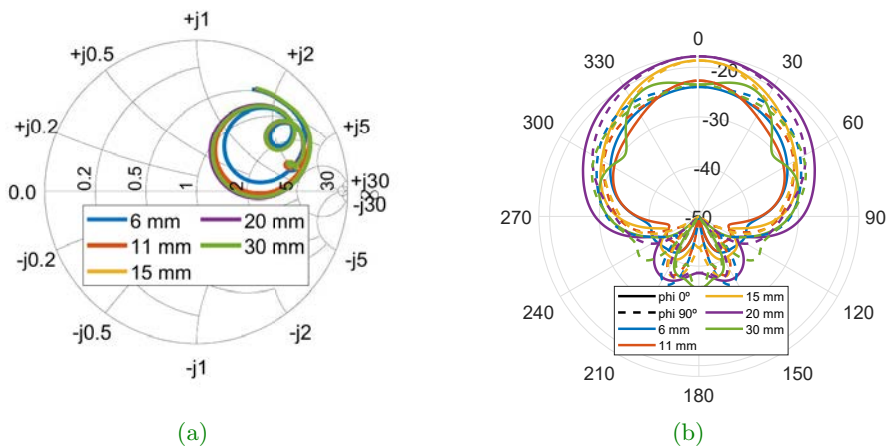 +j1
+j0.5
+j2
+j0.2
+j5
0.0
0.2
0.5
1
2
5
30
+j30
-j30
6 mm
20 mm
11 mm
30 mm
15 mm
-j0.2
-j5
-j0.5
-j2
-j1
(a)
0
330
30
-20
300
60
-30
-40
270
-50
90
phi 0º
15 mm
phi 90º
20 mm
6 mm
30 mm
11 mm
240
120
210
150
180
(b)